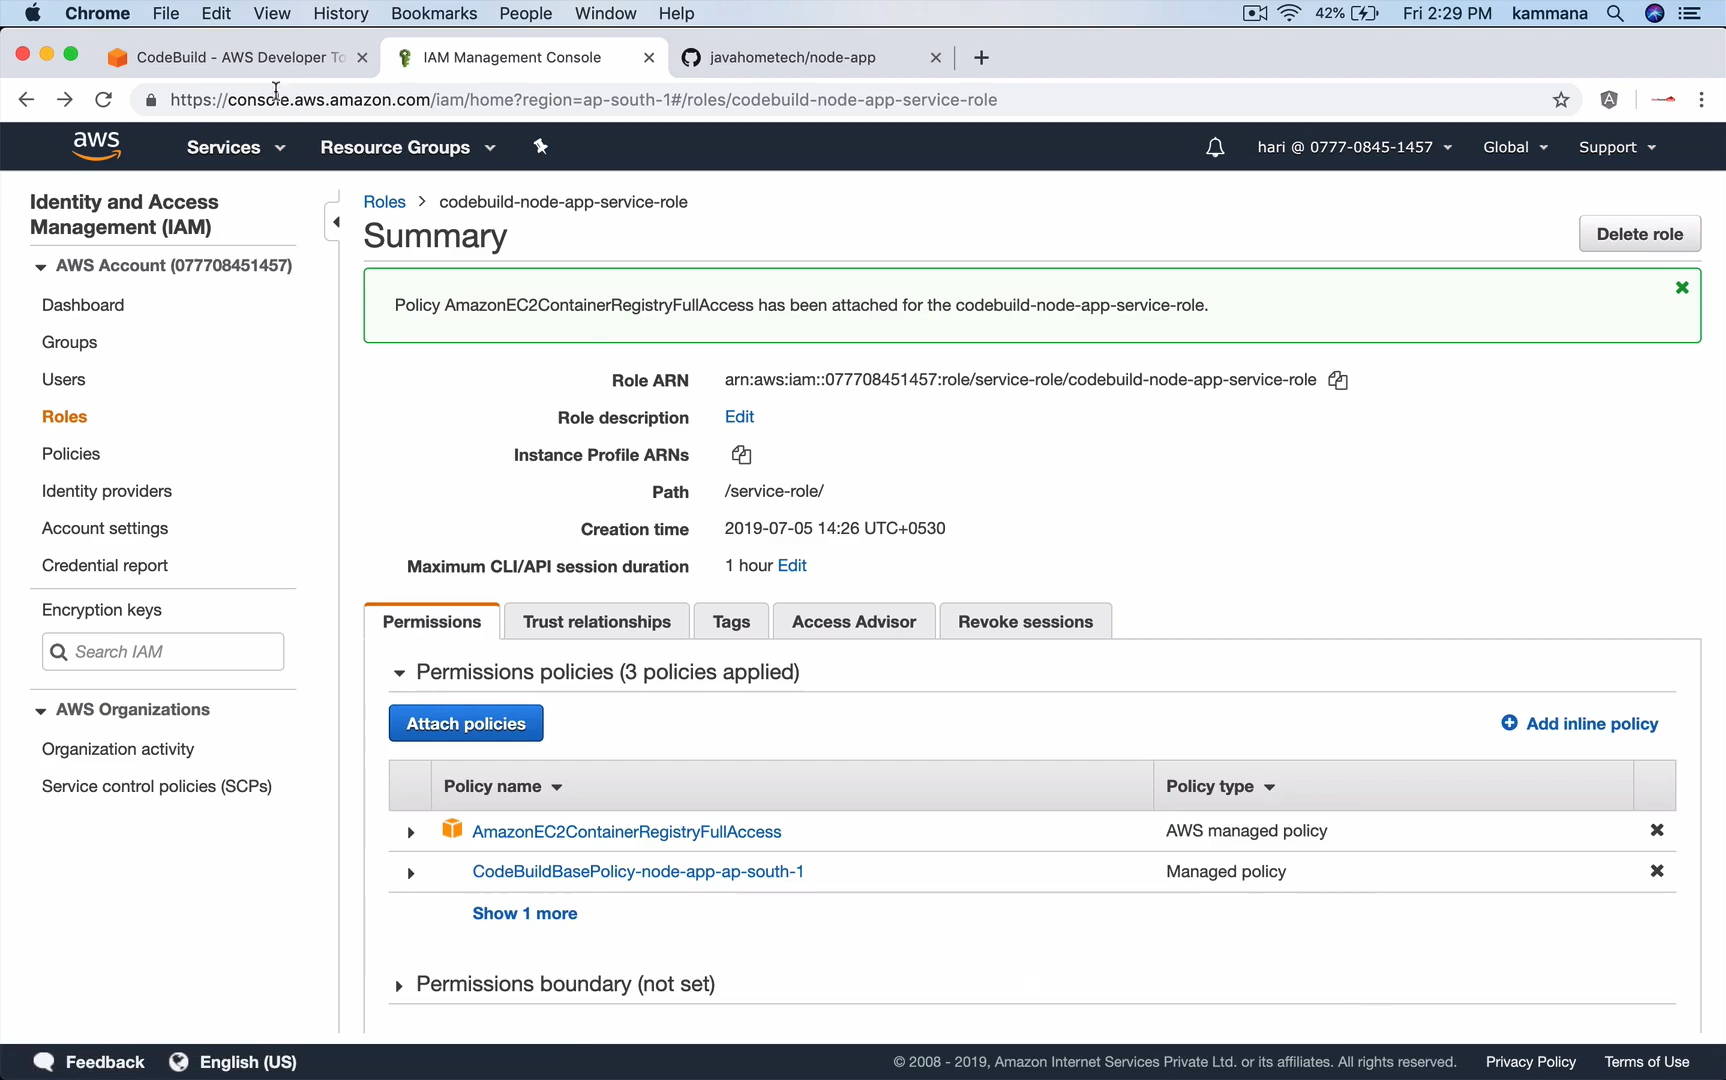 Chrome File Edit View History Bookmarks People Window Help 42% Fri 2:29 PM kammana
CodeBuild - AWS Developer To IAM Management Console javahometech/node-app
https://console.aws.amazon.com/iam/home?region=ap-south-1#/roles/codebuild-node-app-service-role
aws Services Resource Groups hari @ 0777-0845-1457 Global Support
Identity and Access
Management (IAM)
AWS Account (077708451457)
Dashboard
Groups
Users
Roles
Policies
Identity providers
Account settings
Credential report
Encryption keys
Search IAM
AWS Organizations
Organization activity
Service control policies (SCPs)
Roles > codebuild-node-app-service-role
Summary
Delete role
Policy AmazonEC2ContainerRegistryFullAccess has been attached for the codebuild-node-app-service-role.
Role ARN arn:aws:iam::077708451457:role/service-role/codebuild-node-app-service-role
Role description Edit
Instance Profile ARNs
Path /service-role/
Creation time 2019-07-05 14:26 UTC+0530
Maximum CLI/API session duration 1 hour Edit
Permissions Trust relationships Tags Access Advisor Revoke sessions
Permissions policies (3 policies applied)
Attach policies Add inline policy
Policy name Policy type
AmazonEC2ContainerRegistryFullAccess AWS managed policy
CodeBuildBasePolicy-node-app-ap-south-1 Managed policy
Show 1 more
Permissions boundary (not set)
Feedback English (US) © 2008 - 2019, Amazon Internet Services Private Ltd. or its affiliates. All rights reserved. Privacy Policy Terms of Use